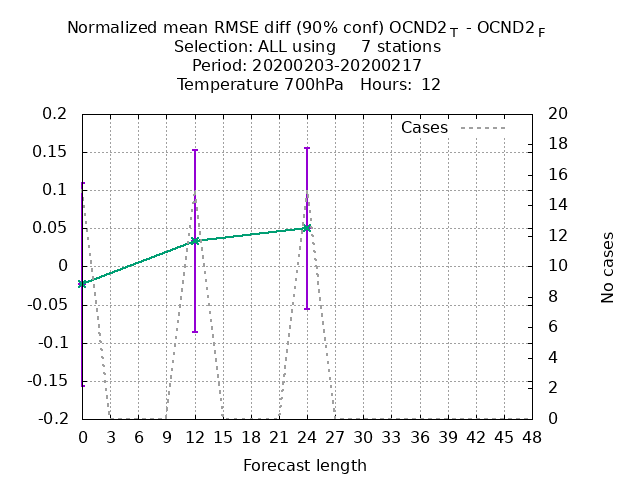 Normalized mean RMSE diff (90% conf) OCND2 T - OCND2 F
Selection: ALL using 7 stations
Period: 20200203-20200217
Temperature 700hPa Hours: 12
Cases
0.2
0.15
0.1
0.05
0
-0.05
-0.1
-0.15
-0.2
20
18
16
14
12
10
8
6
4
2
0
No cases
0 3 6 9 12 15 18 21 24 27 30 33 36 39 42 45 48
Forecast length